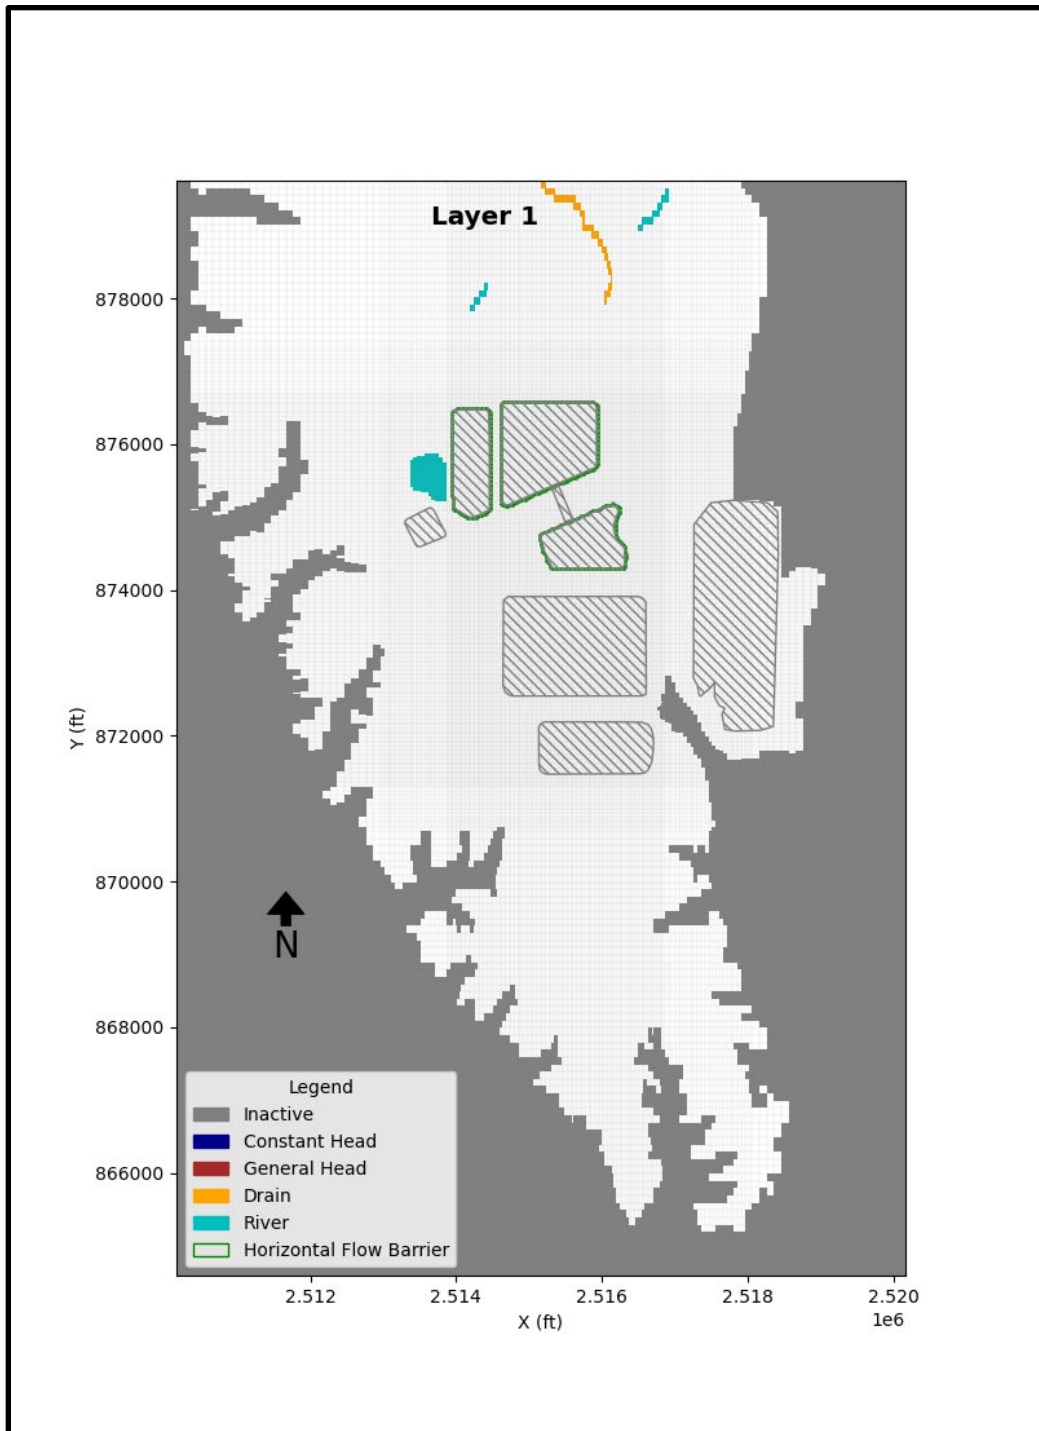 Layer 1
878000
876000
874000
872000
870000
868000
866000
Y (ft)
N
Legend
Inactive
Constant Head
General Head
Drain
River
Horizontal Flow Barrier
2.512 2.514 2.516 2.518 2.520
1e6
X (ft)